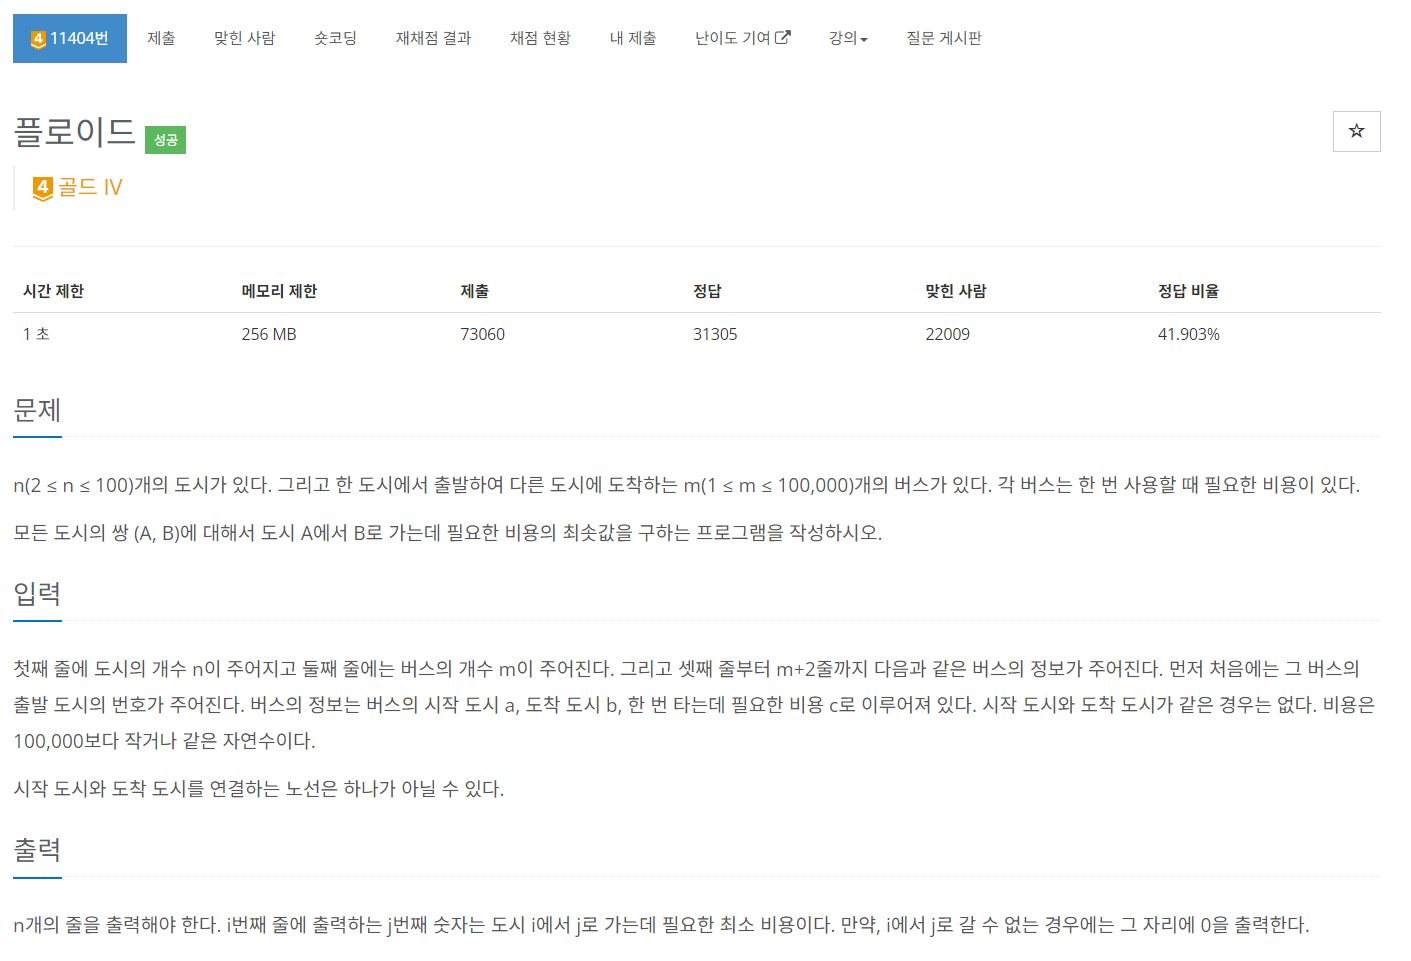 4 11404번 제출 맞힌 사람 숏코딩 재채점 결과 채점 현황 내 제출 난이도 기여 강의 질문 게시판
플로이드 성공
4 골드 IV
시간 제한 메모리 제한 제출 정답 맞힌 사람 정답 비율
1 초 256 MB 73060 31305 22009 41.903%
문제
n(2 ≤ n ≤ 100)개의 도시가 있다. 그리고 한 도시에서 출발하여 다른 도시에 도착하는 m(1 ≤ m ≤ 100,000)개의 버스가 있다. 각 버스는 한 번 사용할 때 필요한 비용이 있다.
모든 도시의 쌍 (A, B)에 대해서 도시 A에서 B로 가는데 필요한 비용의 최솟값을 구하는 프로그램을 작성하시오.
입력
첫째 줄에 도시의 개수 n이 주어지고 둘째 줄에는 버스의 개수 m이 주어진다. 그리고 셋째 줄부터 m+2줄까지 다음과 같은 버스의 정보가 주어진다. 먼저 처음에는 그 버스의
출발 도시의 번호가 주어진다. 버스의 정보는 버스의 시작 도시 a, 도착 도시 b, 한 번 타는데 필요한 비용 c로 이루어져 있다. 시작 도시와 도착 도시가 같은 경우는 없다. 비용은
100,000보다 작거나 같은 자연수이다.
시작 도시와 도착 도시를 연결하는 노선은 하나가 아닐 수 있다.
출력
n개의 줄을 출력해야 한다. i번째 줄에 출력하는 j번째 숫자는 도시 i에서 j로 가는데 필요한 최소 비용이다. 만약, i에서 j로 갈 수 없는 경우에는 그 자리에 0을 출력한다.